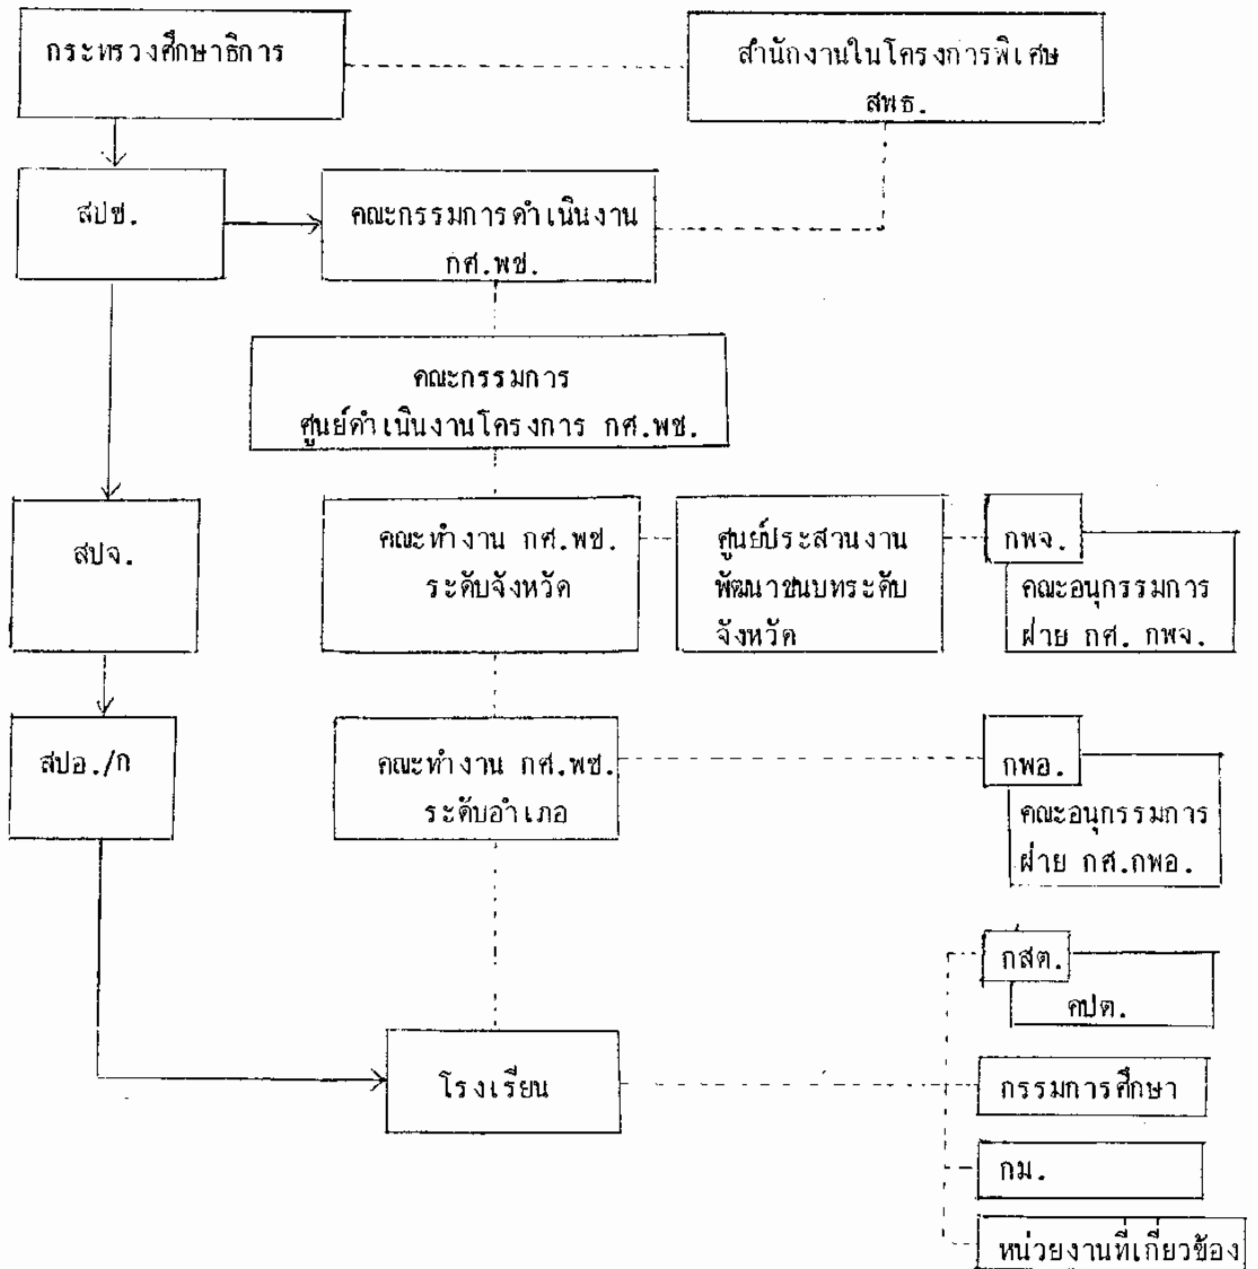 กระทรวงศึกษาธิการ
สำนักงานในโครงการพิเศษ
สพธ.
สปช.
คณะกรรมการดำเนินงาน
กศ.พช.
คณะกรรมการ
ศูนย์ดำเนินงานโครงการ กศ.พช.
สปจ.
คณะทำงาน กศ.พช.
ระดับจังหวัด
ศูนย์ประสานงาน
พัฒนาชนบทระดับ
จังหวัด
กพจ.
คณะอนุกรรมการ
ฝ่าย กศ. กพจ.
สปอ./ก
คณะทำงาน กศ.พช.
ระดับอำเภอ
กพอ.
คณะอนุกรรมการ
ฝ่าย กศ.กพอ.
กสต.
คปต.
โรงเรียน
กรรมการศึกษา
กม.
หน่วยงานที่เกี่ยวข้อง